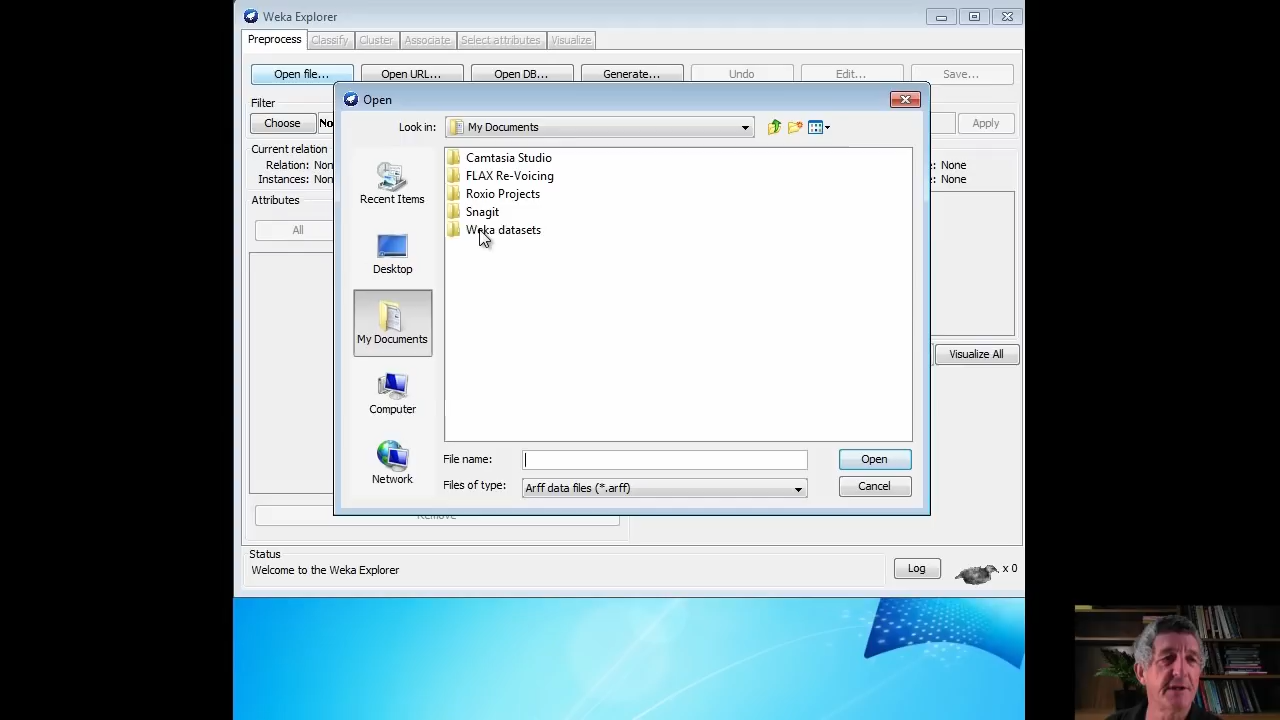 Weka Explorer
Preprocess Classify Cluster Associate Select attributes Visualize
Open file... Open URL... Open DB... Generate... Undo Edit... Save...
Filter
Choose Apply
Current relation
Relation: Non
Instances: Non
Attributes
All
Open
Look in: My Documents
Recent Items
Desktop
My Documents
Computer
Network
Camtasia Studio
FLAX Re-Voicing
Roxio Projects
Snagit
Weka datasets
File name: Open
Files of type: Arff data files (*.arff) Cancel
: None
: None
Visualize All
Remove
Status
Welcome to the Weka Explorer
Log x 0